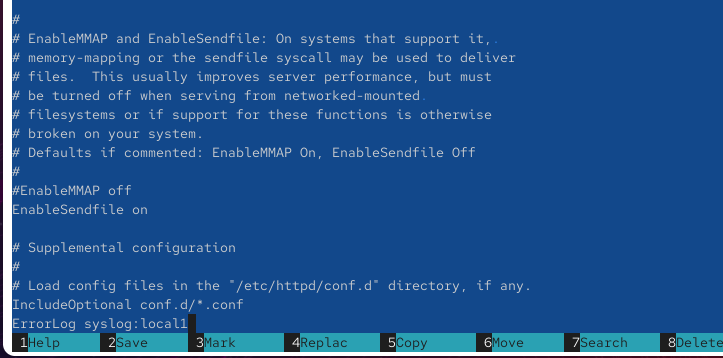 #
# EnableMMAP and EnableSendfile: On systems that support it,.
# memory-mapping or the sendfile syscall may be used to deliver
# files.  This usually improves server performance, but must
# be turned off when serving from networked-mounted.
# filesystems or if support for these functions is otherwise
# broken on your system.
# Defaults if commented: EnableMMAP On, EnableSendfile Off
#
#EnableMMAP off
EnableSendfile on

# Supplemental configuration
#
# Load config files in the "/etc/httpd/conf.d" directory, if any.
IncludeOptional conf.d/*.conf
ErrorLog syslog:local1
1Help 2Save 3Mark 4Replac 5Copy 6Move 7Search 8Delete